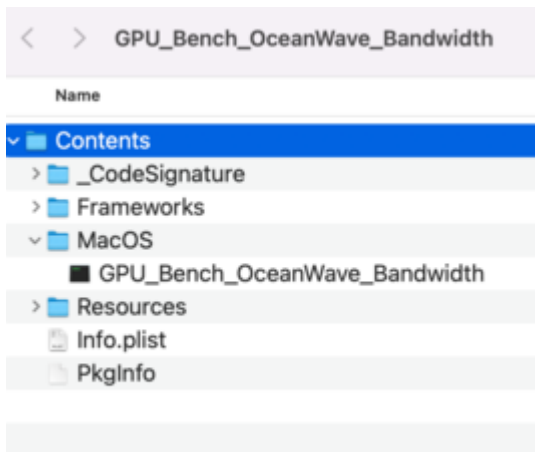 GPU_Bench_OceanWave_Bandwidth
Name
Contents
_CodeSignature
Frameworks
MacOS
GPU_Bench_OceanWave_Bandwidth
Resources
Info.plist
PkgInfo